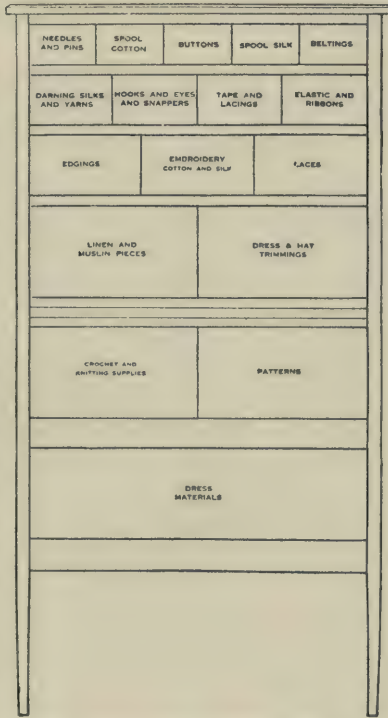 NEEDLES
AND PINS
SPOOL
COTTON
BUTTONS
SPOOL SILK
BELTINGS
DARNING SILKS
AND YARNS
HOOKS AND EYES
AND SNAPPERS
TAPE AND
LACINGS
ELASTIC AND
RIBBONS
EDGINGS
EMBROIDERY
COTTON AND SILK
LACES
LINEN AND
MUSLIN PIECES
DRESS & HAT
TRIMMINGS
CROCHET AND
KNITTING SUPPLIES
PATTERNS
DRESS
MATERIALS